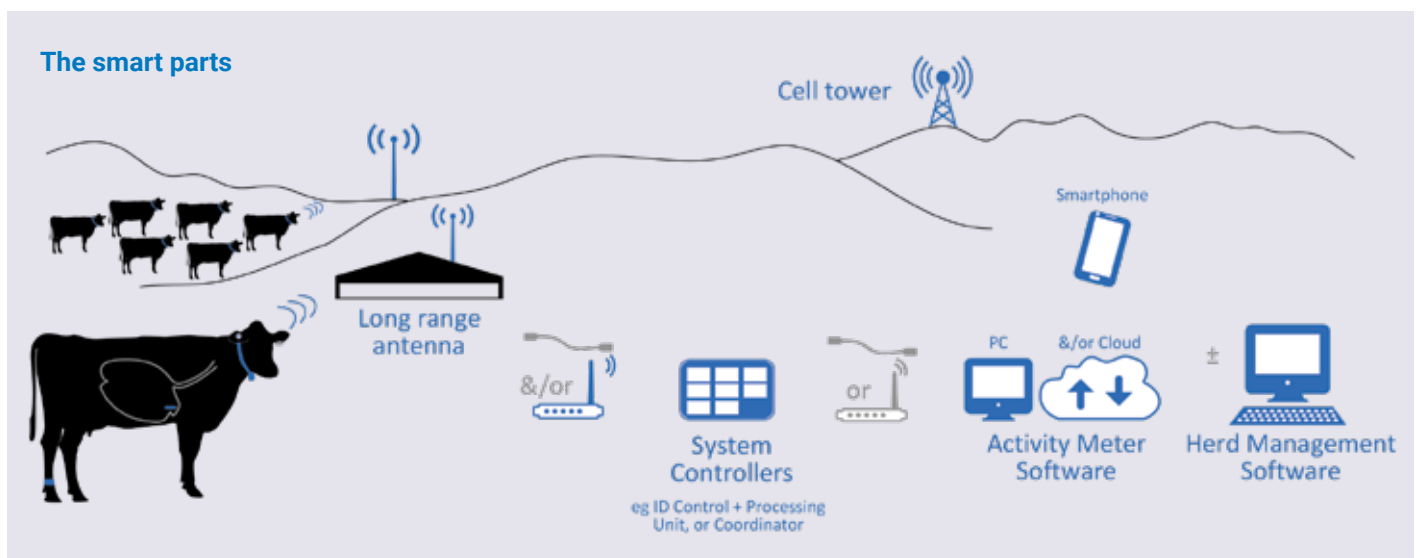 The smart parts
Cell tower
Smartphone
Long range
antenna
&/or
System
Controllers
eg ID Control + Processing
Unit, or Coordinator
or
PC
&/or Cloud
Activity Meter
Software
±
Herd Management
Software